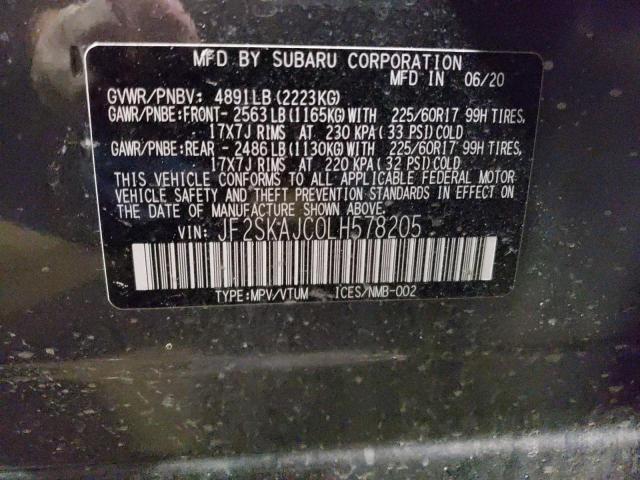 MFD BY SUBARU CORPORATION
MFD IN 06/20
GVWR/PNBV: 4891LB (2223KG)
GAWR/PNBE:FRONT- 2563LB (1165KG) WITH 225/60R17 99H TIRES,
17X7J RIMS AT 230 KPA (33 PSI) COLD
GAWR/PNBE:REAR - 2486LB (1130KG) WITH 225/60R17 99H TIRES,
17X7J RIMS AT 220 KPA (32 PSI) COLD
THIS VEHICLE CONFORMS TO ALL APPLICABLE FEDERAL MOTOR
VEHICLE SAFETY AND THEFT PREVENTION STANDARDS IN EFFECT ON
THE DATE OF MANUFACTURE SHOWN ABOVE.
VIN: JF2SKAJC0LH578205
TYPE:MPV/VTUM ICES/NMB-002